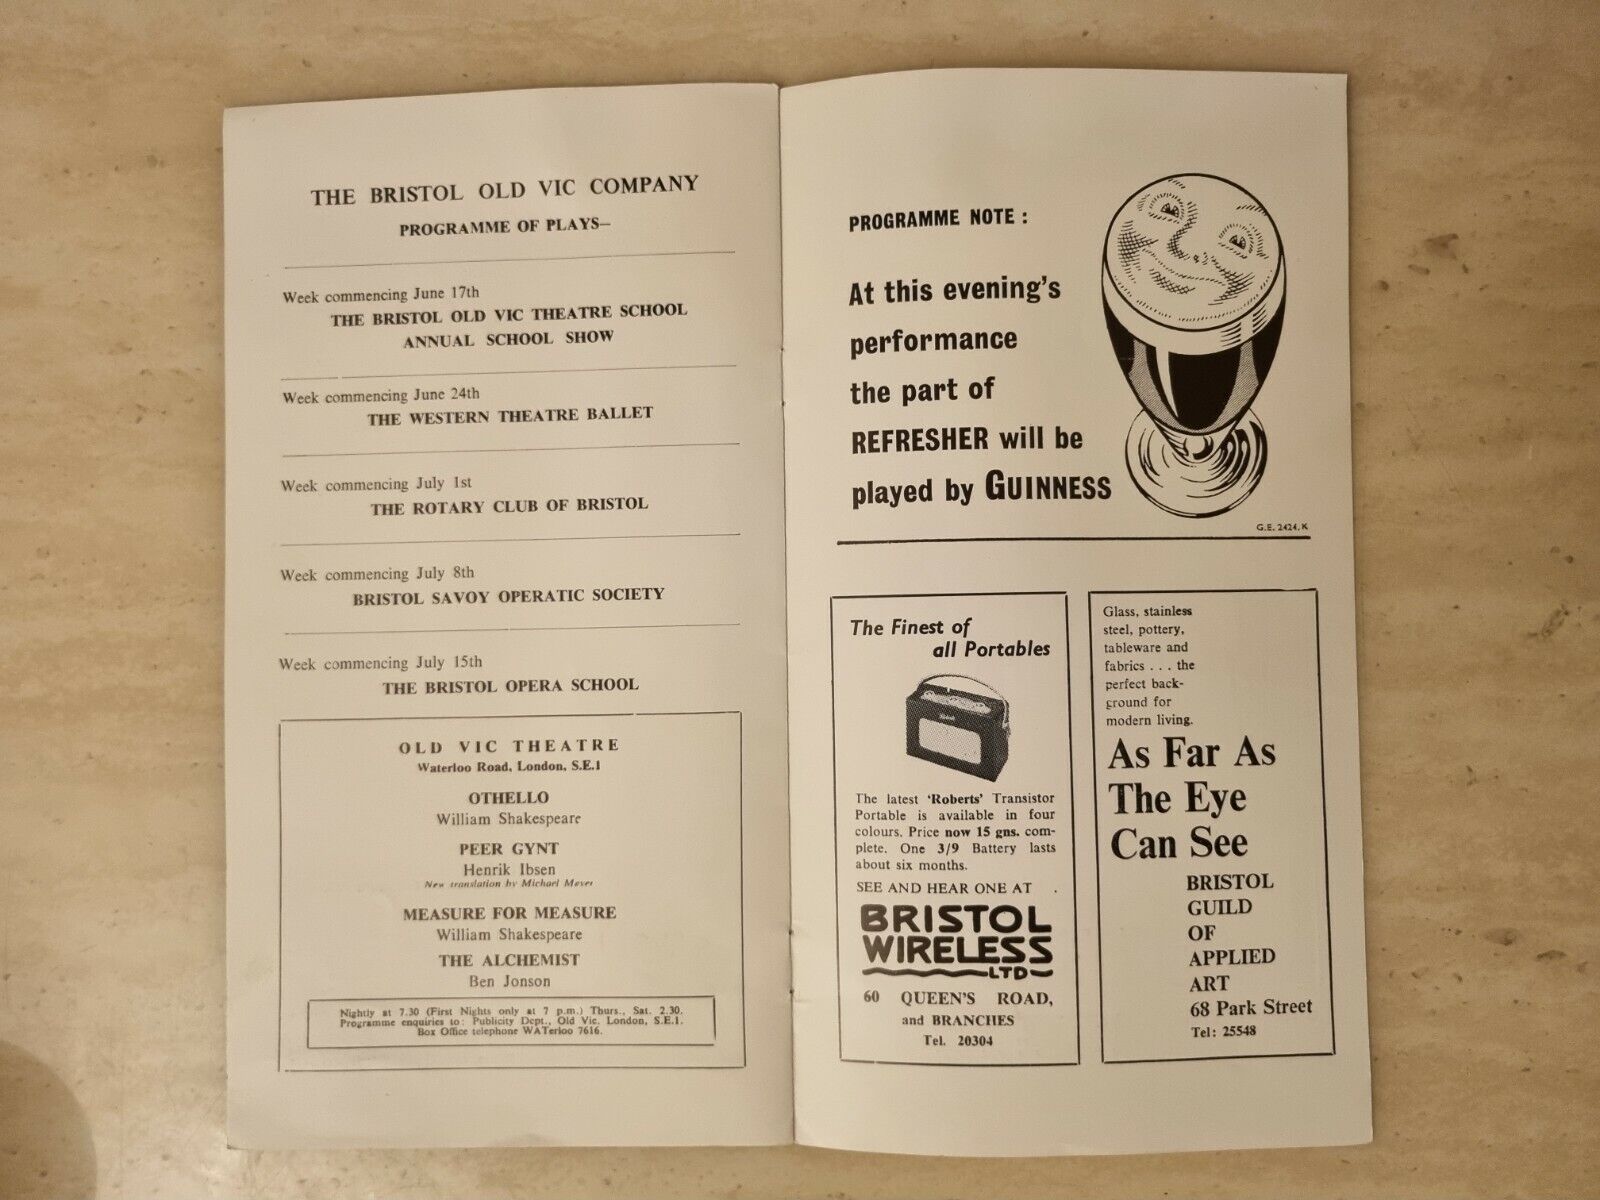 THE BRISTOL OLD VIC COMPANY
PROGRAMME OF PLAYS—
Week commencing June 17th
THE BRISTOL OLD VIC THEATRE SCHOOL
ANNUAL SCHOOL SHOW
Week commencing June 24th
THE WESTERN THEATRE BALLET
Week commencing July 1st
THE ROTARY CLUB OF BRISTOL
Week commencing July 8th
BRISTOL SAVOY OPERATIC SOCIETY
Week commencing July 15th
THE BRISTOL OPERA SCHOOL
OLD VIC THEATRE
Waterloo Road, London, S.E.1
OTHELLO
William Shakespeare
PEER GYNT
Henrik Ibsen
New translation by Michael Meyer
MEASURE FOR MEASURE
William Shakespeare
THE ALCHEMIST
Ben Jonson
Nightly at 7.30 (First Nights only at 7 p.m.) Thurs., Sat. 2.30.
Programme enquiries to: Publicity Dept., Old Vic, London, S.E.1.
Box Office telephone WATerloo 7616.
PROGRAMME NOTE :
At this evening's
performance
the part of
REFRESHER will be
played by GUINNESS
G.E. 2424. K
The Finest of
all Portables
The latest 'Roberts' Transistor
Portable is available in four
colours. Price now 15 gns. com-
plete. One 3/9 Battery lasts
about six months.
SEE AND HEAR ONE AT
BRISTOL
WIRELESS
LTD
60 QUEEN'S ROAD,
and BRANCHES
Tel. 20304
Glass, stainless
steel, pottery,
tableware and
fabrics . . . the
perfect back-
ground for
modern living.
As Far As
The Eye
Can See
BRISTOL
GUILD
OF
APPLIED
ART
68 Park Street
Tel: 25548